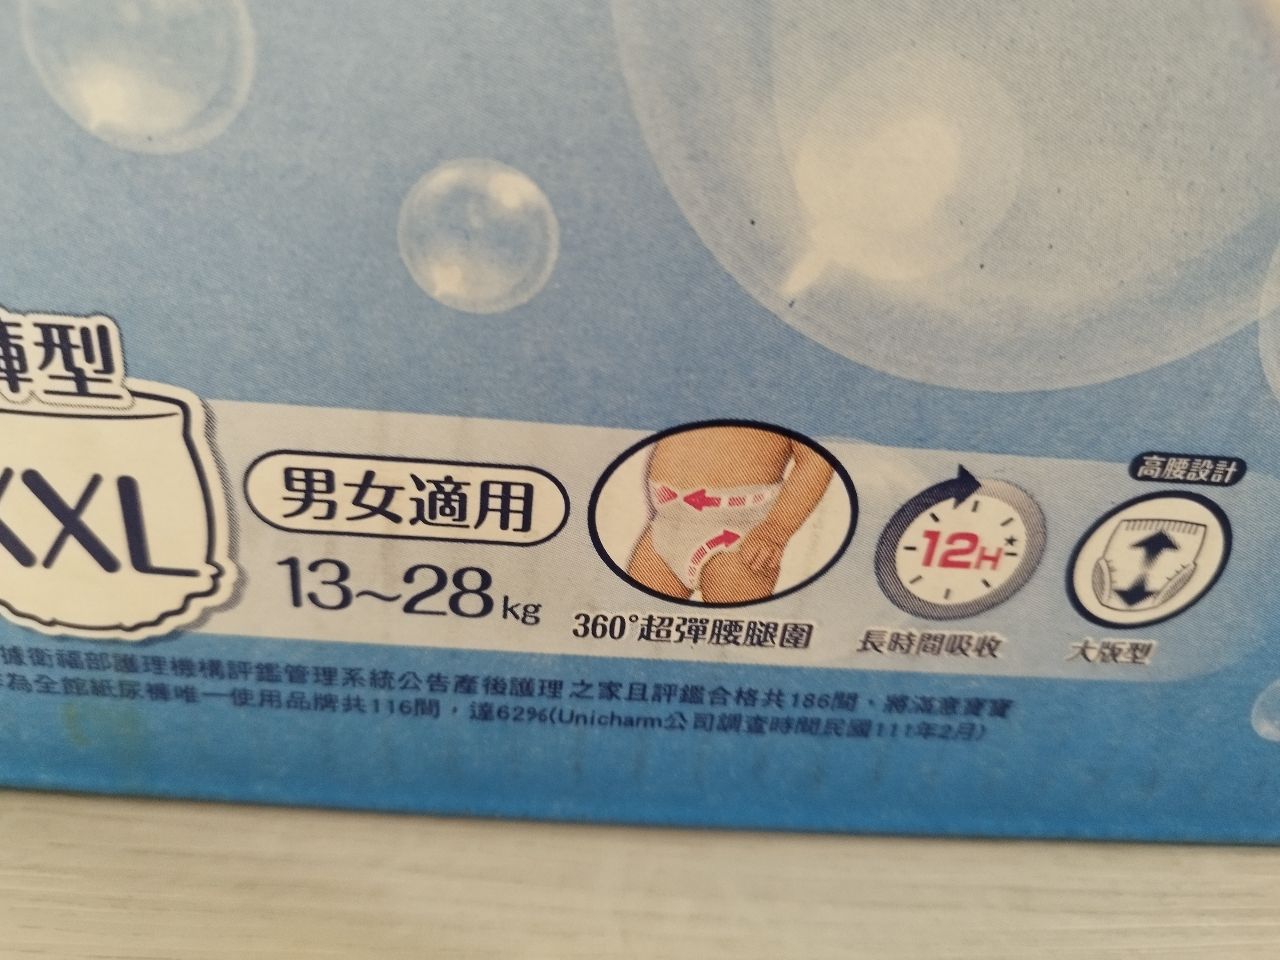 褲型
XXL
男女適用
13~28kg
360°超彈腰腿圍
12H
長時間吸收
高腰設計
大版型
據衛福部護理機構評鑑管理系統公告產後護理之家且評鑑合格共186間，將滿意寶寶
為全館紙尿褲唯一使用品牌共116間，達62%(Unicharm公司調查時間民國111年2月)